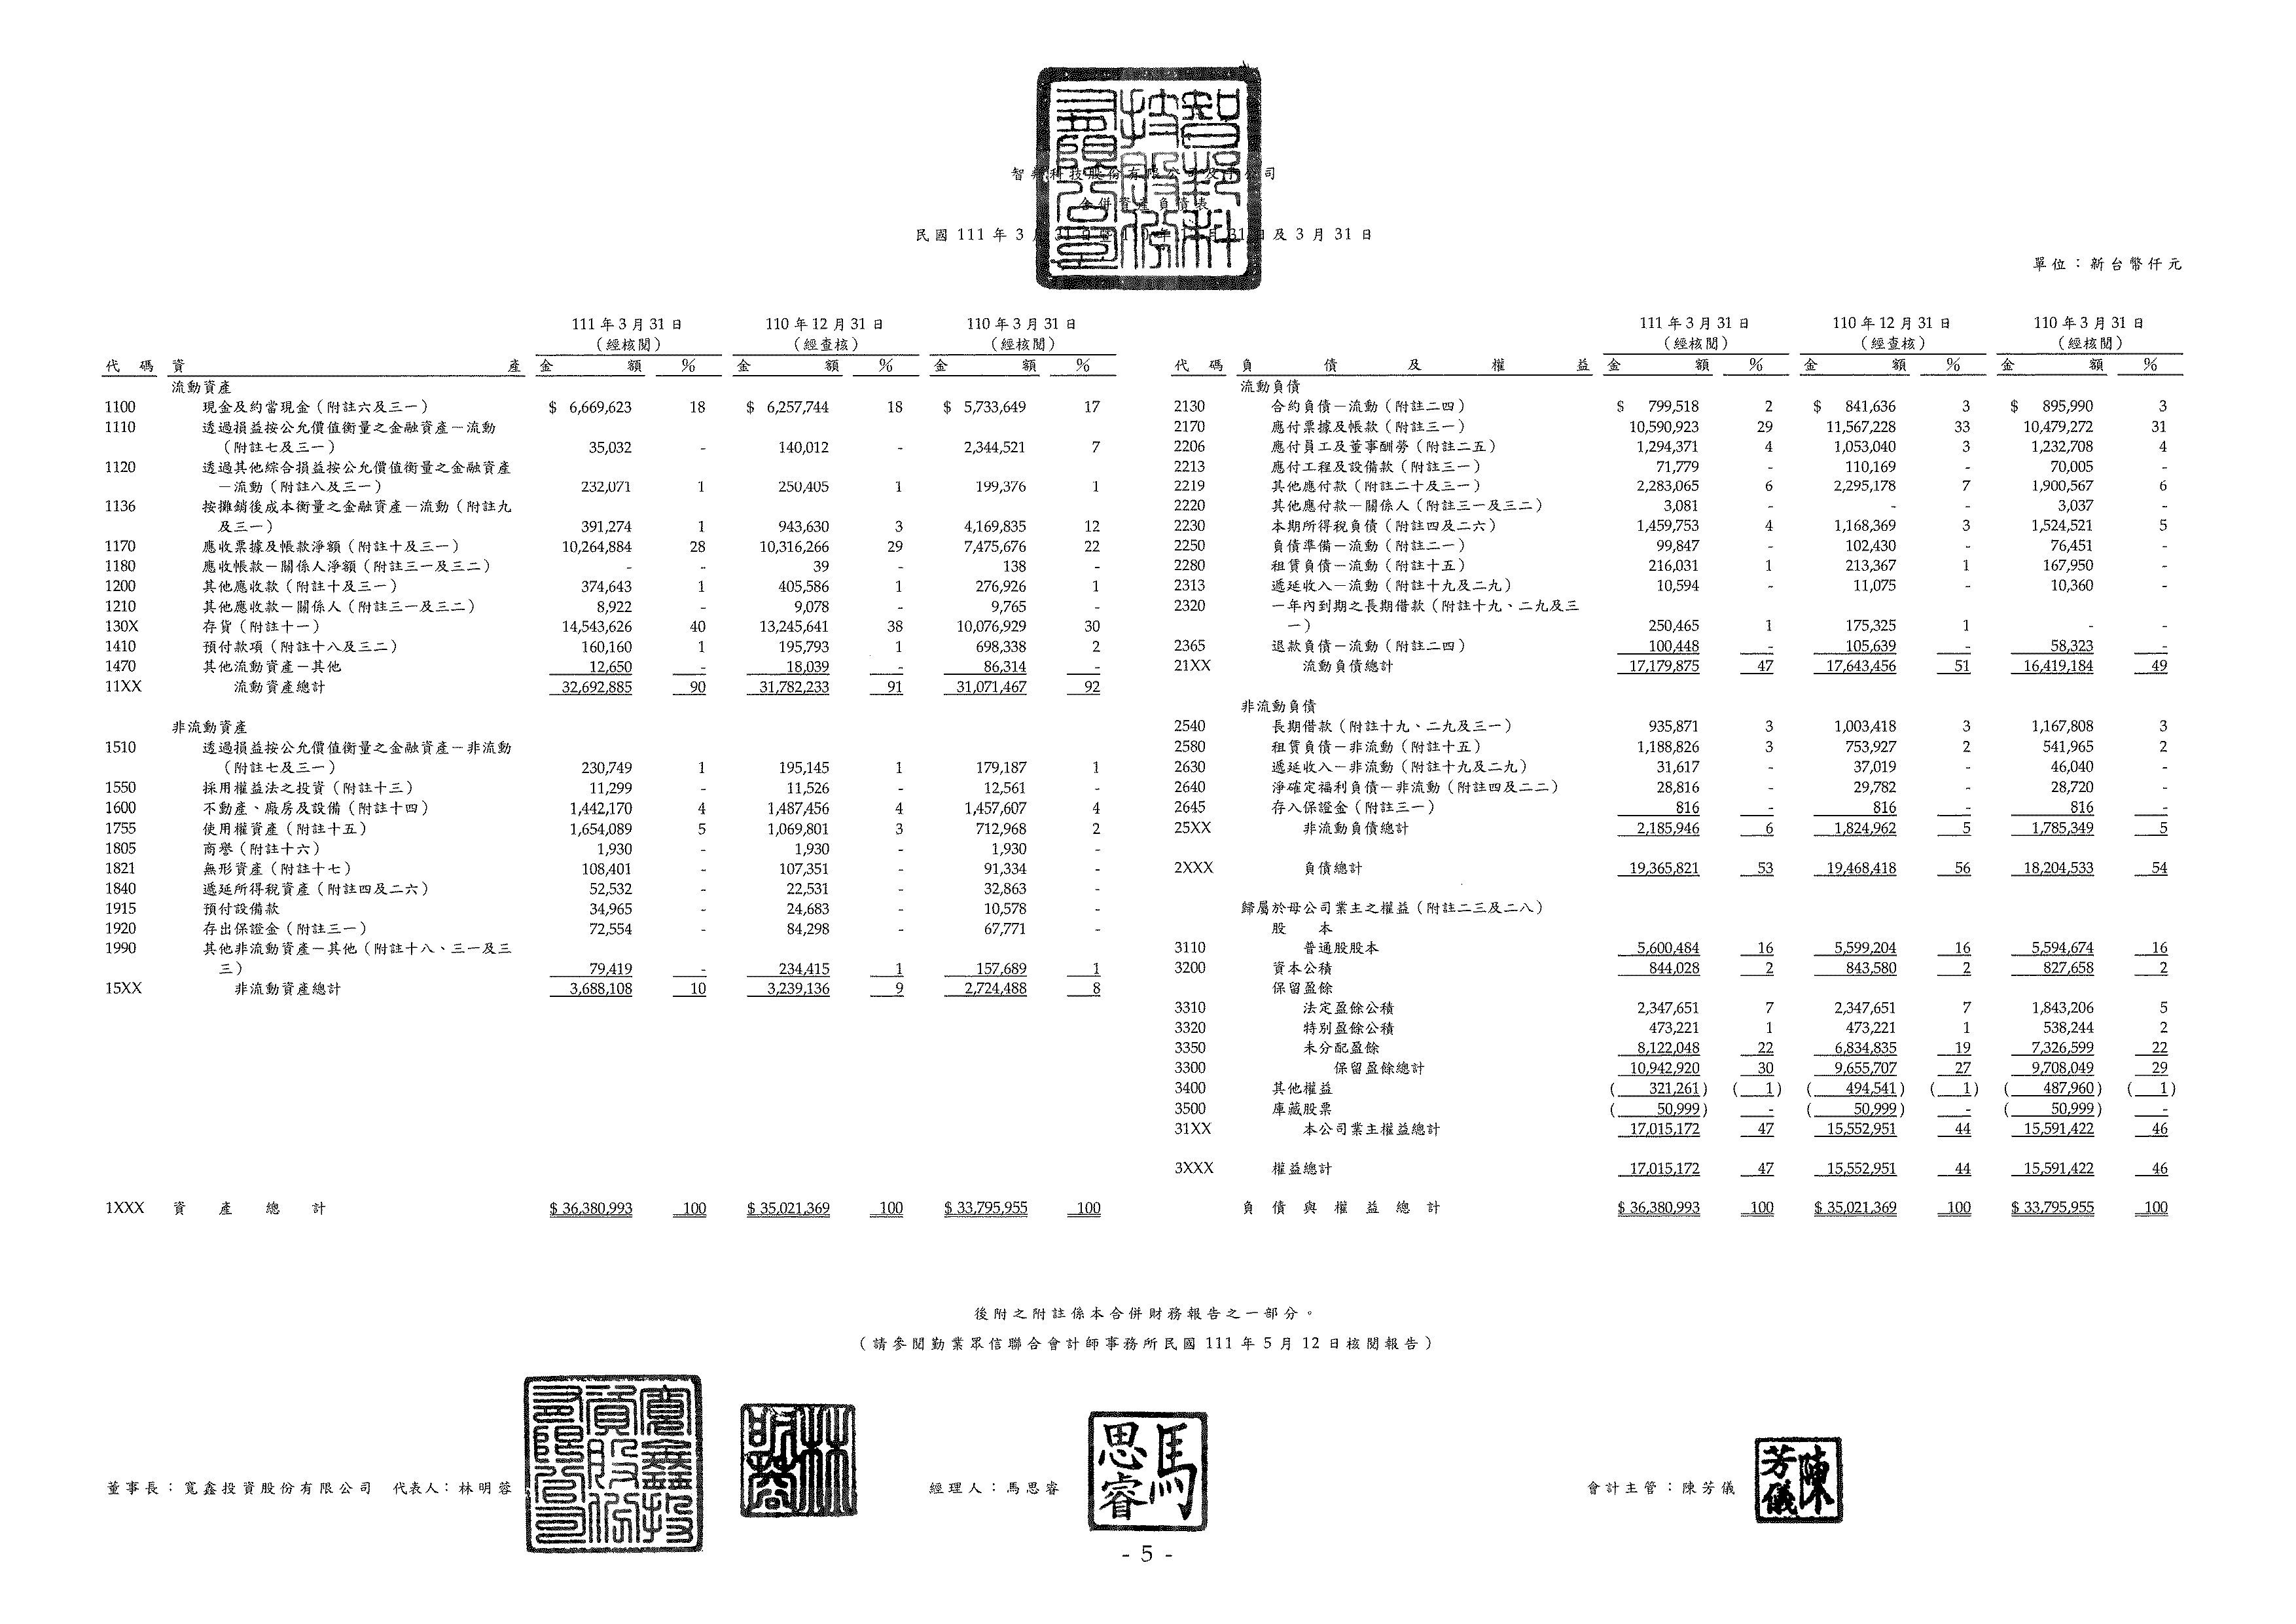 智邦科技股份有限公司及子公司
合併資產負債表
民國 111 年 3 月 31 日暨 110 年 12 月 31 日及 3 月 31 日
單位：新台幣仟元
111 年 3 月 31 日 110 年 12 月 31 日 110 年 3 月 31 日
（經核閱） （經查核） （經核閱）
代 碼 資 產 金 額 % 金 額 % 金 額 %
流動資產
1100 現金及約當現金（附註六及三一） $ 6,669,623 18 $ 6,257,744 18 $ 5,733,649 17
1110 透過損益按公允價值衡量之金融資產－流動
（附註七及三一） 35,032 - 140,012 - 2,344,521 7
1120 透過其他綜合損益按公允價值衡量之金融資產
－流動（附註八及三一） 232,071 1 250,405 1 199,376 1
1136 按攤銷後成本衡量之金融資產－流動（附註九
及三一） 391,274 1 943,630 3 4,169,835 12
1170 應收票據及帳款淨額（附註十及三一） 10,264,884 28 10,316,266 29 7,475,676 22
1180 應收帳款－關係人淨額（附註三一及三二） - - 39 - 138 -
1200 其他應收款（附註十及三一） 374,643 1 405,586 1 276,926 1
1210 其他應收款－關係人（附註三一及三二） 8,922 - 9,078 - 9,765 -
130X 存貨（附註十一） 14,543,626 40 13,245,641 38 10,076,929 30
1410 預付款項（附註十八及三二） 160,160 1 195,793 1 698,338 2
1470 其他流動資產－其他 12,650 - 18,039 - 86,314 -
11XX 流動資產總計 32,692,885 90 31,782,233 91 31,071,467 92
非流動資產
1510 透過損益按公允價值衡量之金融資產－非流動
（附註七及三一） 230,749 1 195,145 1 179,187 1
1550 採用權益法之投資（附註十三） 11,299 - 11,526 - 12,561 -
1600 不動產、廠房及設備（附註十四） 1,442,170 4 1,487,456 4 1,457,607 4
1755 使用權資產（附註十五） 1,654,089 5 1,069,801 3 712,968 2
1805 商譽（附註十六） 1,930 - 1,930 - 1,930 -
1821 無形資產（附註十七） 108,401 - 107,351 - 91,334 -
1840 遞延所得稅資產（附註四及二六） 52,532 - 22,531 - 32,863 -
1915 預付設備款 34,965 - 24,683 - 10,578 -
1920 存出保證金（附註三一） 72,554 - 84,298 - 67,771 -
1990 其他非流動資產－其他（附註十八、三一及三
三） 79,419 - 234,415 1 157,689 1
15XX 非流動資產總計 3,688,108 10 3,239,136 9 2,724,488 8
1XXX 資 產 總 計 $ 36,380,993 100 $ 35,021,369 100 $ 33,795,955 100
111 年 3 月 31 日 110 年 12 月 31 日 110 年 3 月 31 日
（經核閱） （經查核） （經核閱）
代 碼 負 債 及 權 益 金 額 % 金 額 % 金 額 %
流動負債
2130 合約負債－流動（附註二四） $ 799,518 2 $ 841,636 3 $ 895,990 3
2170 應付票據及帳款（附註三一） 10,590,923 29 11,567,228 33 10,479,272 31
2206 應付員工及董事酬勞（附註二五） 1,294,371 4 1,053,040 3 1,232,708 4
2213 應付工程及設備款（附註三一） 71,779 - 110,169 - 70,005 -
2219 其他應付款（附註二十及三一） 2,283,065 6 2,295,178 7 1,900,567 6
2220 其他應付款－關係人（附註三一及三二） 3,081 - - - 3,037 -
2230 本期所得稅負債（附註四及二六） 1,459,753 4 1,168,369 3 1,524,521 5
2250 負債準備－流動（附註二一） 99,847 - 102,430 - 76,451 -
2280 租賃負債－流動（附註十五） 216,031 1 213,367 1 167,950 -
2313 遞延收入－流動（附註十九及二九） 10,594 - 11,075 - 10,360 -
2320 一年內到期之長期借款（附註十九、二九及三
一） 250,465 1 175,325 1 - -
2365 退款負債－流動（附註二四） 100,448 - 105,639 - 58,323 -
21XX 流動負債總計 17,179,875 47 17,643,456 51 16,419,184 49
非流動負債
2540 長期借款（附註十九、二九及三一） 935,871 3 1,003,418 3 1,167,808 3
2580 租賃負債－非流動（附註十五） 1,188,826 3 753,927 2 541,965 2
2630 遞延收入－非流動（附註十九及二九） 31,617 - 37,019 - 46,040 -
2640 淨確定福利負債－非流動（附註四及二二） 28,816 - 29,782 - 28,720 -
2645 存入保證金（附註三一） 816 - 816 - 816 -
25XX 非流動負債總計 2,185,946 6 1,824,962 5 1,785,349 5
2XXX 負債總計 19,365,821 53 19,468,418 56 18,204,533 54
歸屬於母公司業主之權益（附註二三及二八）
股 本
3110 普通股股本 5,600,484 16 5,599,204 16 5,594,674 16
3200 資本公積 844,028 2 843,580 2 827,658 2
保留盈餘
3310 法定盈餘公積 2,347,651 7 2,347,651 7 1,843,206 5
3320 特別盈餘公積 473,221 1 473,221 1 538,244 2
3350 未分配盈餘 8,122,048 22 6,834,835 19 7,326,599 22
3300 保留盈餘總計 10,942,920 30 9,655,707 27 9,708,049 29
3400 其他權益 ( 321,261 ) ( 1 ) ( 494,541 ) ( 1 ) ( 487,960 ) ( 1 )
3500 庫藏股票 ( 50,999 ) - ( 50,999 ) - ( 50,999 ) -
31XX 本公司業主權益總計 17,015,172 47 15,552,951 44 15,591,422 46
3XXX 權益總計 17,015,172 47 15,552,951 44 15,591,422 46
負 債 與 權 益 總 計 $ 36,380,993 100 $ 35,021,369 100 $ 33,795,955 100
後附之附註係本合併財務報告之一部分。
（請參閱勤業眾信聯合會計師事務所民國 111 年 5 月 12 日核閱報告）
董事長：寬鑫投資股份有限公司 代表人：林明蓉
經理人：馬思睿
馬思睿
會計主管：陳芳儀
陳芳儀
- 5 -